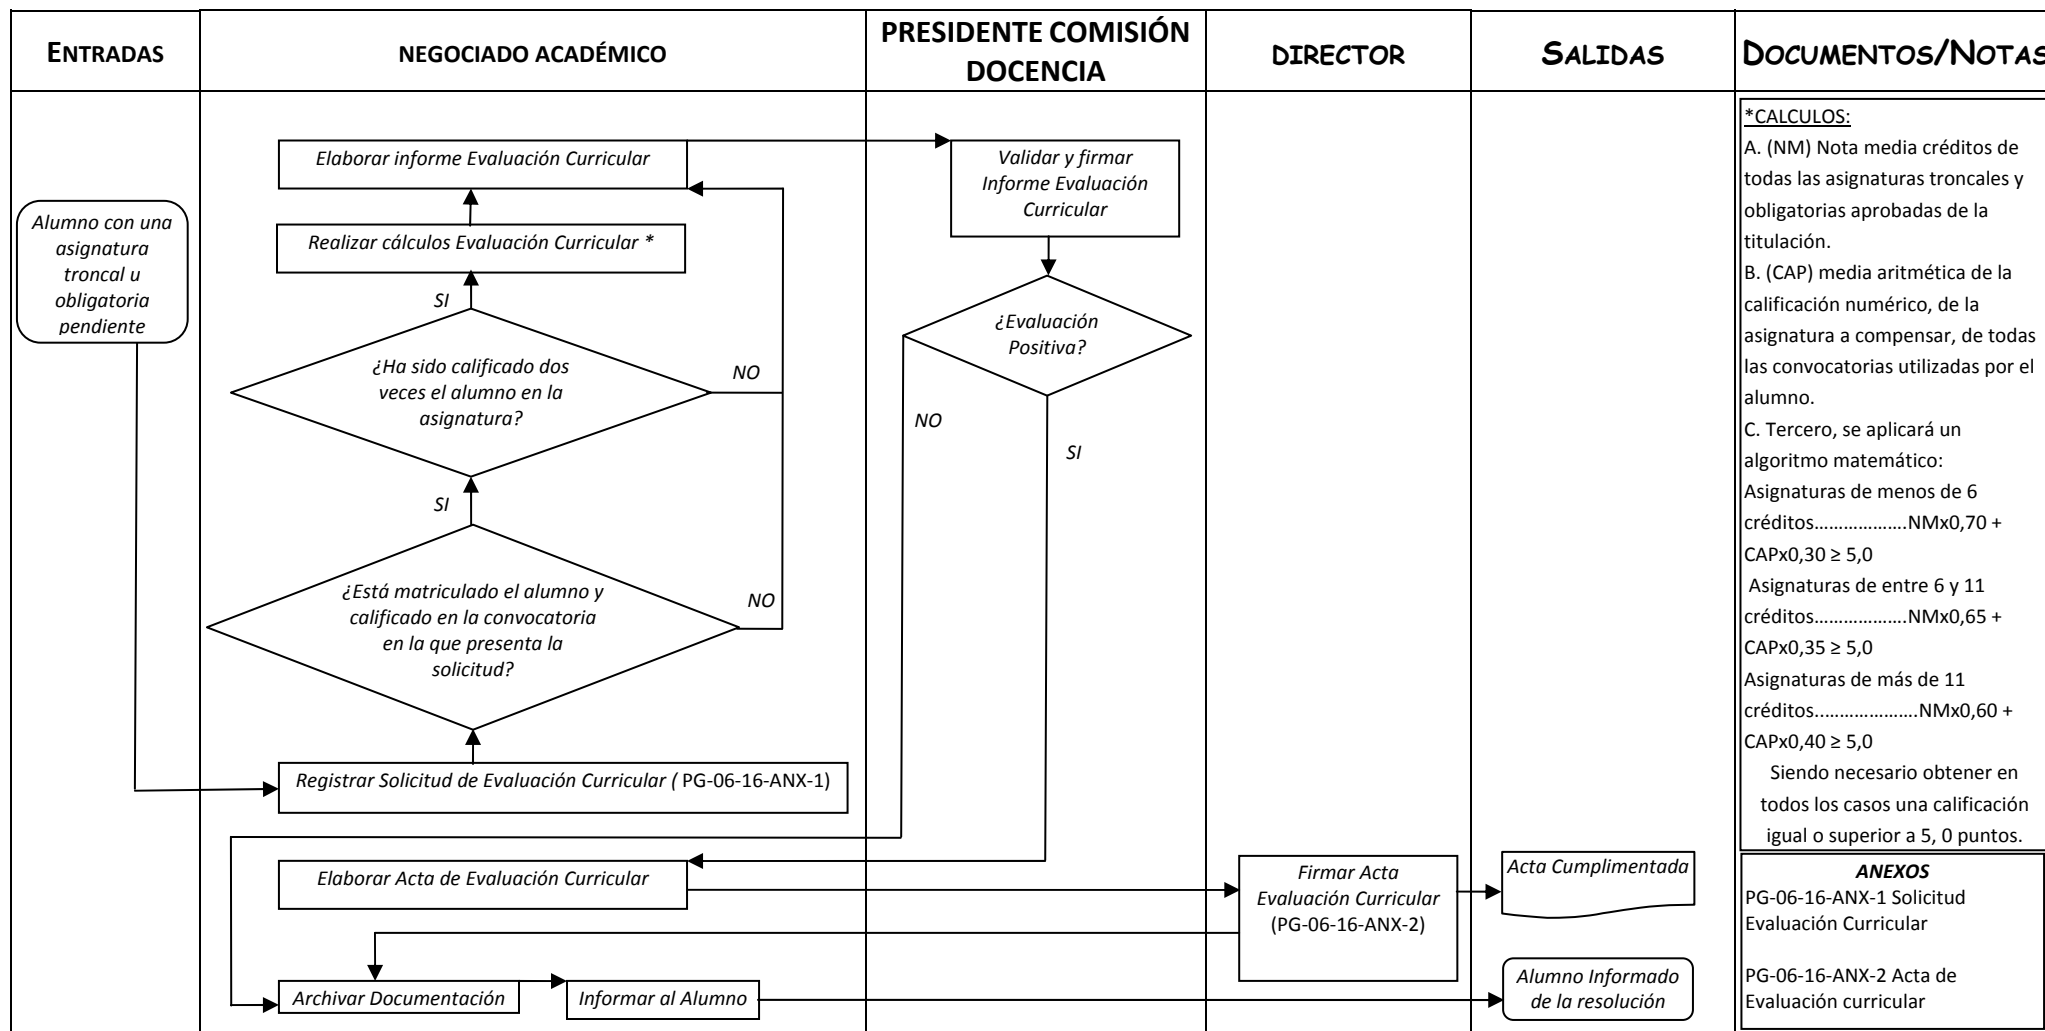 ENTRADAS
NEGOCIADO ACADÉMICO
PRESIDENTE COMISIÓN
DOCENCIA
DIRECTOR
SALIDAS
DOCUMENTOS/NOTAS
Alumno con una
asignatura
troncal u
obligatoria
pendiente
Elaborar informe Evaluación Curricular
Realizar cálculos Evaluación Curricular *
SI
¿Ha sido calificado dos
veces el alumno en la
asignatura?
NO
SI
¿Está matriculado el alumno y
calificado en la convocatoria
en la que presenta la
solicitud?
NO
Registrar Solicitud de Evaluación Curricular ( PG-06-16-ANX-1)
Elaborar Acta de Evaluación Curricular
Archivar Documentación
Informar al Alumno
Validar y firmar
Informe Evaluación
Curricular
¿Evaluación
Positiva?
NO
SI
Firmar Acta
Evaluación Curricular
(PG-06-16-ANX-2)
Acta Cumplimentada
Alumno Informado
de la resolución
*CALCULOS:
A. (NM) Nota media créditos de
todas las asignaturas troncales y
obligatorias aprobadas de la
titulación.
B. (CAP) media aritmética de la
calificación numérico, de la
asignatura a compensar, de todas
las convocatorias utilizadas por el
alumno.
C. Tercero, se aplicará un
algoritmo matemático:
Asignaturas de menos de 6
créditos………………..NMx0,70 +
CAPx0,30 ≥ 5,0
Asignaturas de entre 6 y 11
créditos………………..NMx0,65 +
CAPx0,35 ≥ 5,0
Asignaturas de más de 11
créditos..………………..NMx0,60 +
CAPx0,40 ≥ 5,0
Siendo necesario obtener en
todos los casos una calificación
igual o superior a 5, 0 puntos.
ANEXOS
PG-06-16-ANX-1 Solicitud
Evaluación Curricular
PG-06-16-ANX-2 Acta de
Evaluación curricular